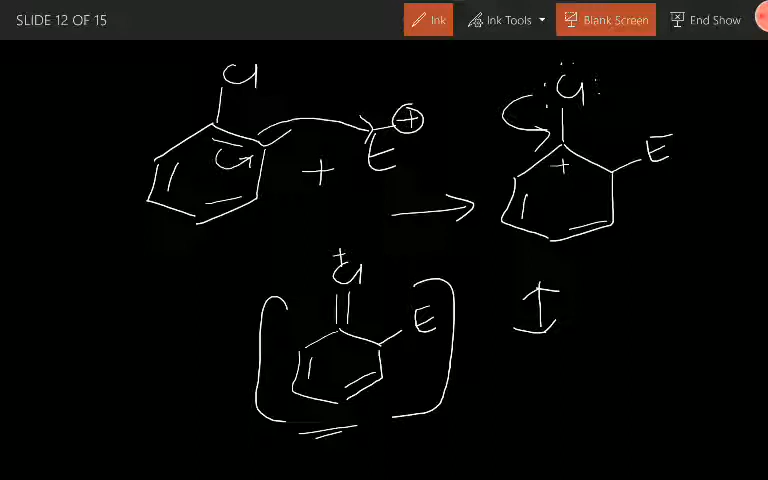 SLIDE 12 OF 15
Ink
Ink Tools
Blank Screen
End Show
Cl
+
E
+
Cl
+
E
+
Cl
E